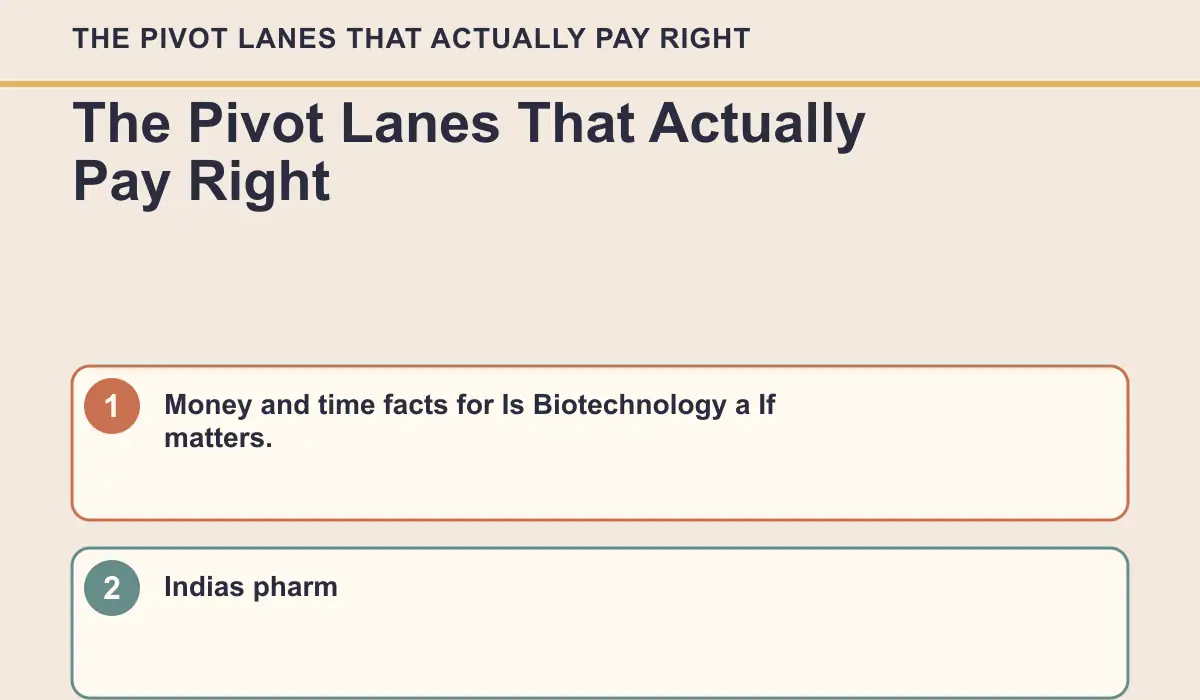 THE PIVOT LANES THAT ACTUALLY PAY RIGHT
The Pivot Lanes That Actually
Pay Right
1
Money and time facts for Is Biotechnology a If
matters.
2
Indias pharm